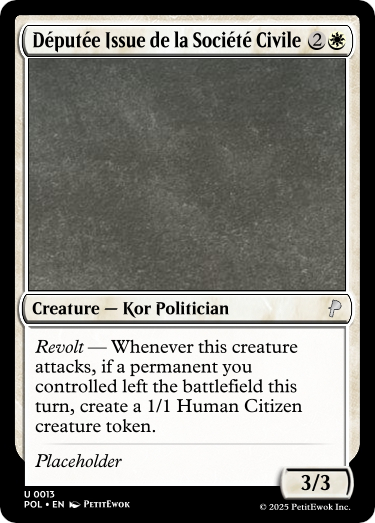 Députée Issue de la Société Civile 2
Creature — Kor Politician
Revolt — Whenever this creature
attacks, if a permanent you
controlled left the battlefield this
turn, create a 1/1 Human Citizen
creature token.
Placeholder
3/3
U 0013
POL • EN PetitEwok
© 2025 PetitEwok Inc.